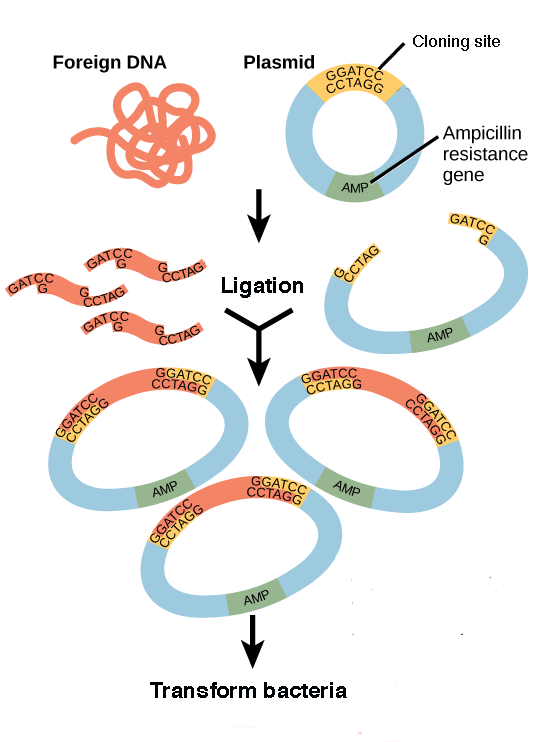 Cloning site
Foreign DNA
Plasmid
GGATCC
CCTAGG
Ampicillin
resistance
gene
AMP
GATCC
G
G
CCTAG
GATCC
G
G
CCTAG
GATCC
G
G
CCTAG
Ligation
G
CCTAG
GATCC
G
AMP
GGATCC
CCTAGG
GGATCC
CCTAGG
AMP
GGATCC
CCTAGG
GGATCC
CCTAGG
AMP
GGATCC
CCTAGG
GGATCC
CCTAGG
AMP
Transform bacteria